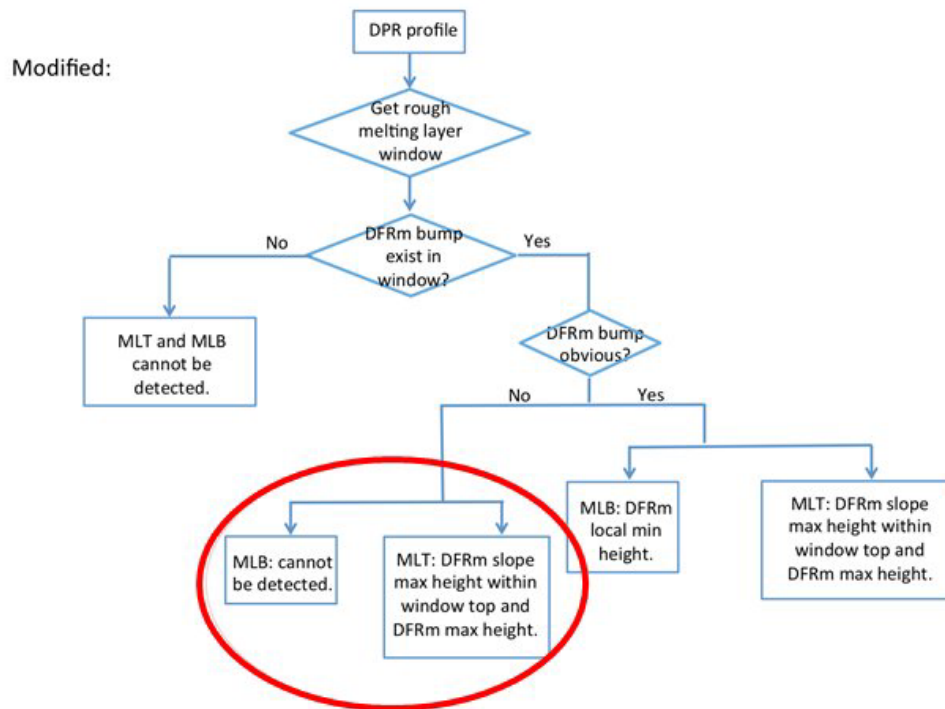 DPR profile
Modified:
Get rough
melting layer
window
No
DFRm bump
exist in
window?
Yes
MLT and MLB
cannot be
detected.
DFRm bump
obvious?
No
Yes
MLB: cannot
be detected.
MLT: DFRm slope
max height within
window top and
DFRm max height.
MLB: DFRm
local min
height.
MLT: DFRm slope
max height within
window top and
DFRm max height.